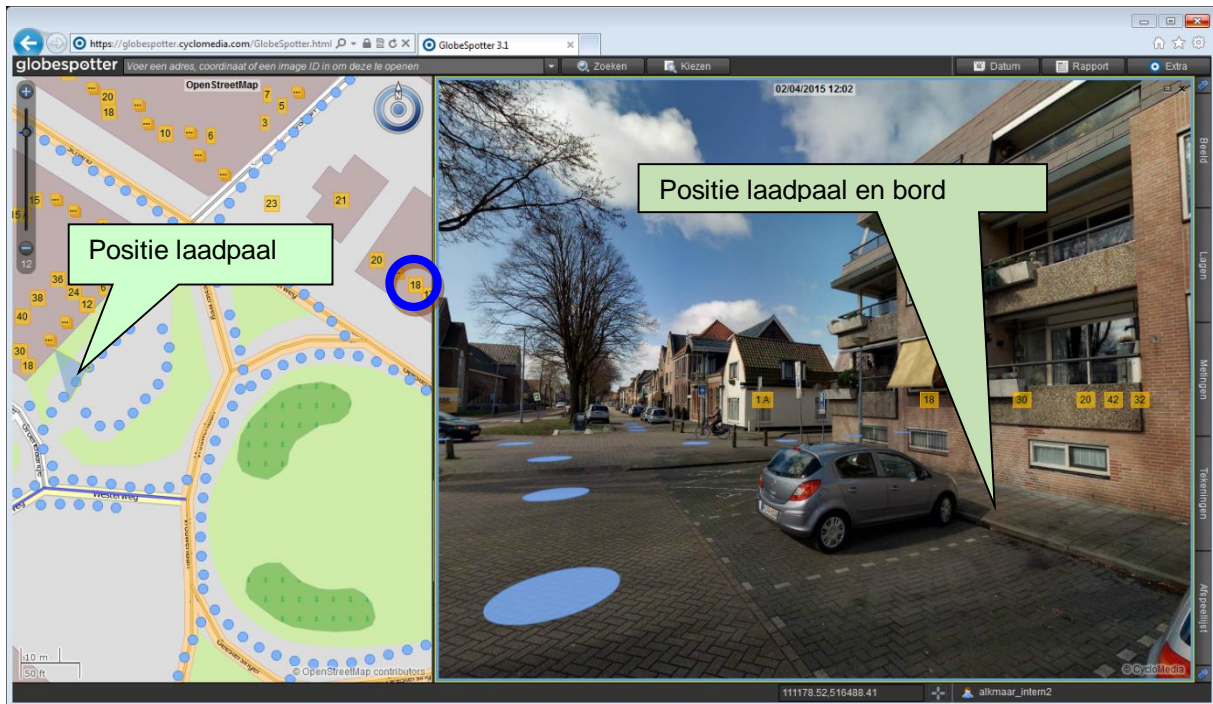 https://globespotter.cyclomedia.com/GlobeSpotter.html
GlobeSpotter 3.1
globespotter
Voer een adres, coordinaat of een image ID in om deze te openen
Zoeken
Kiezen
Datum
Rapport
Extra
OpenStreetMap
20
18
7
5
3
10
6
15
23
21
20
18
36
24
12
38
40
30
18
12
Positie laadpaal
Westerweg
10 m
50 ft
© OpenStreetMap contributors
02/04/2015 12:02
Positie laadpaal en bord
1 A
18
30
20
42
32
© CycloMedia
Beeld
Lagen
Metingen
Tekeningen
Afspeellijst
111178.52,516488.41
alkmaar_intern2